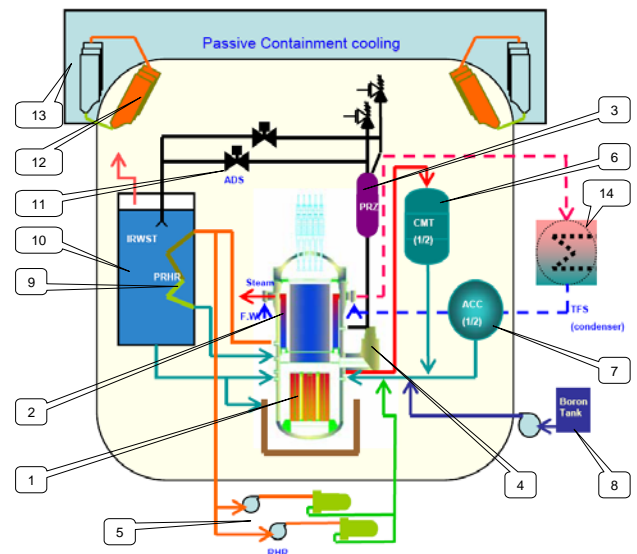 Passive Containment cooling
13
12
3
6
11
ADS
PRZ
CMT
(1/2)
14
10
IRWST
9
PRHR
Steam
F.W
ACC
(1/2)
TFS
(condenser)
2
7
1
Boron
Tank
4
8
5
RHR